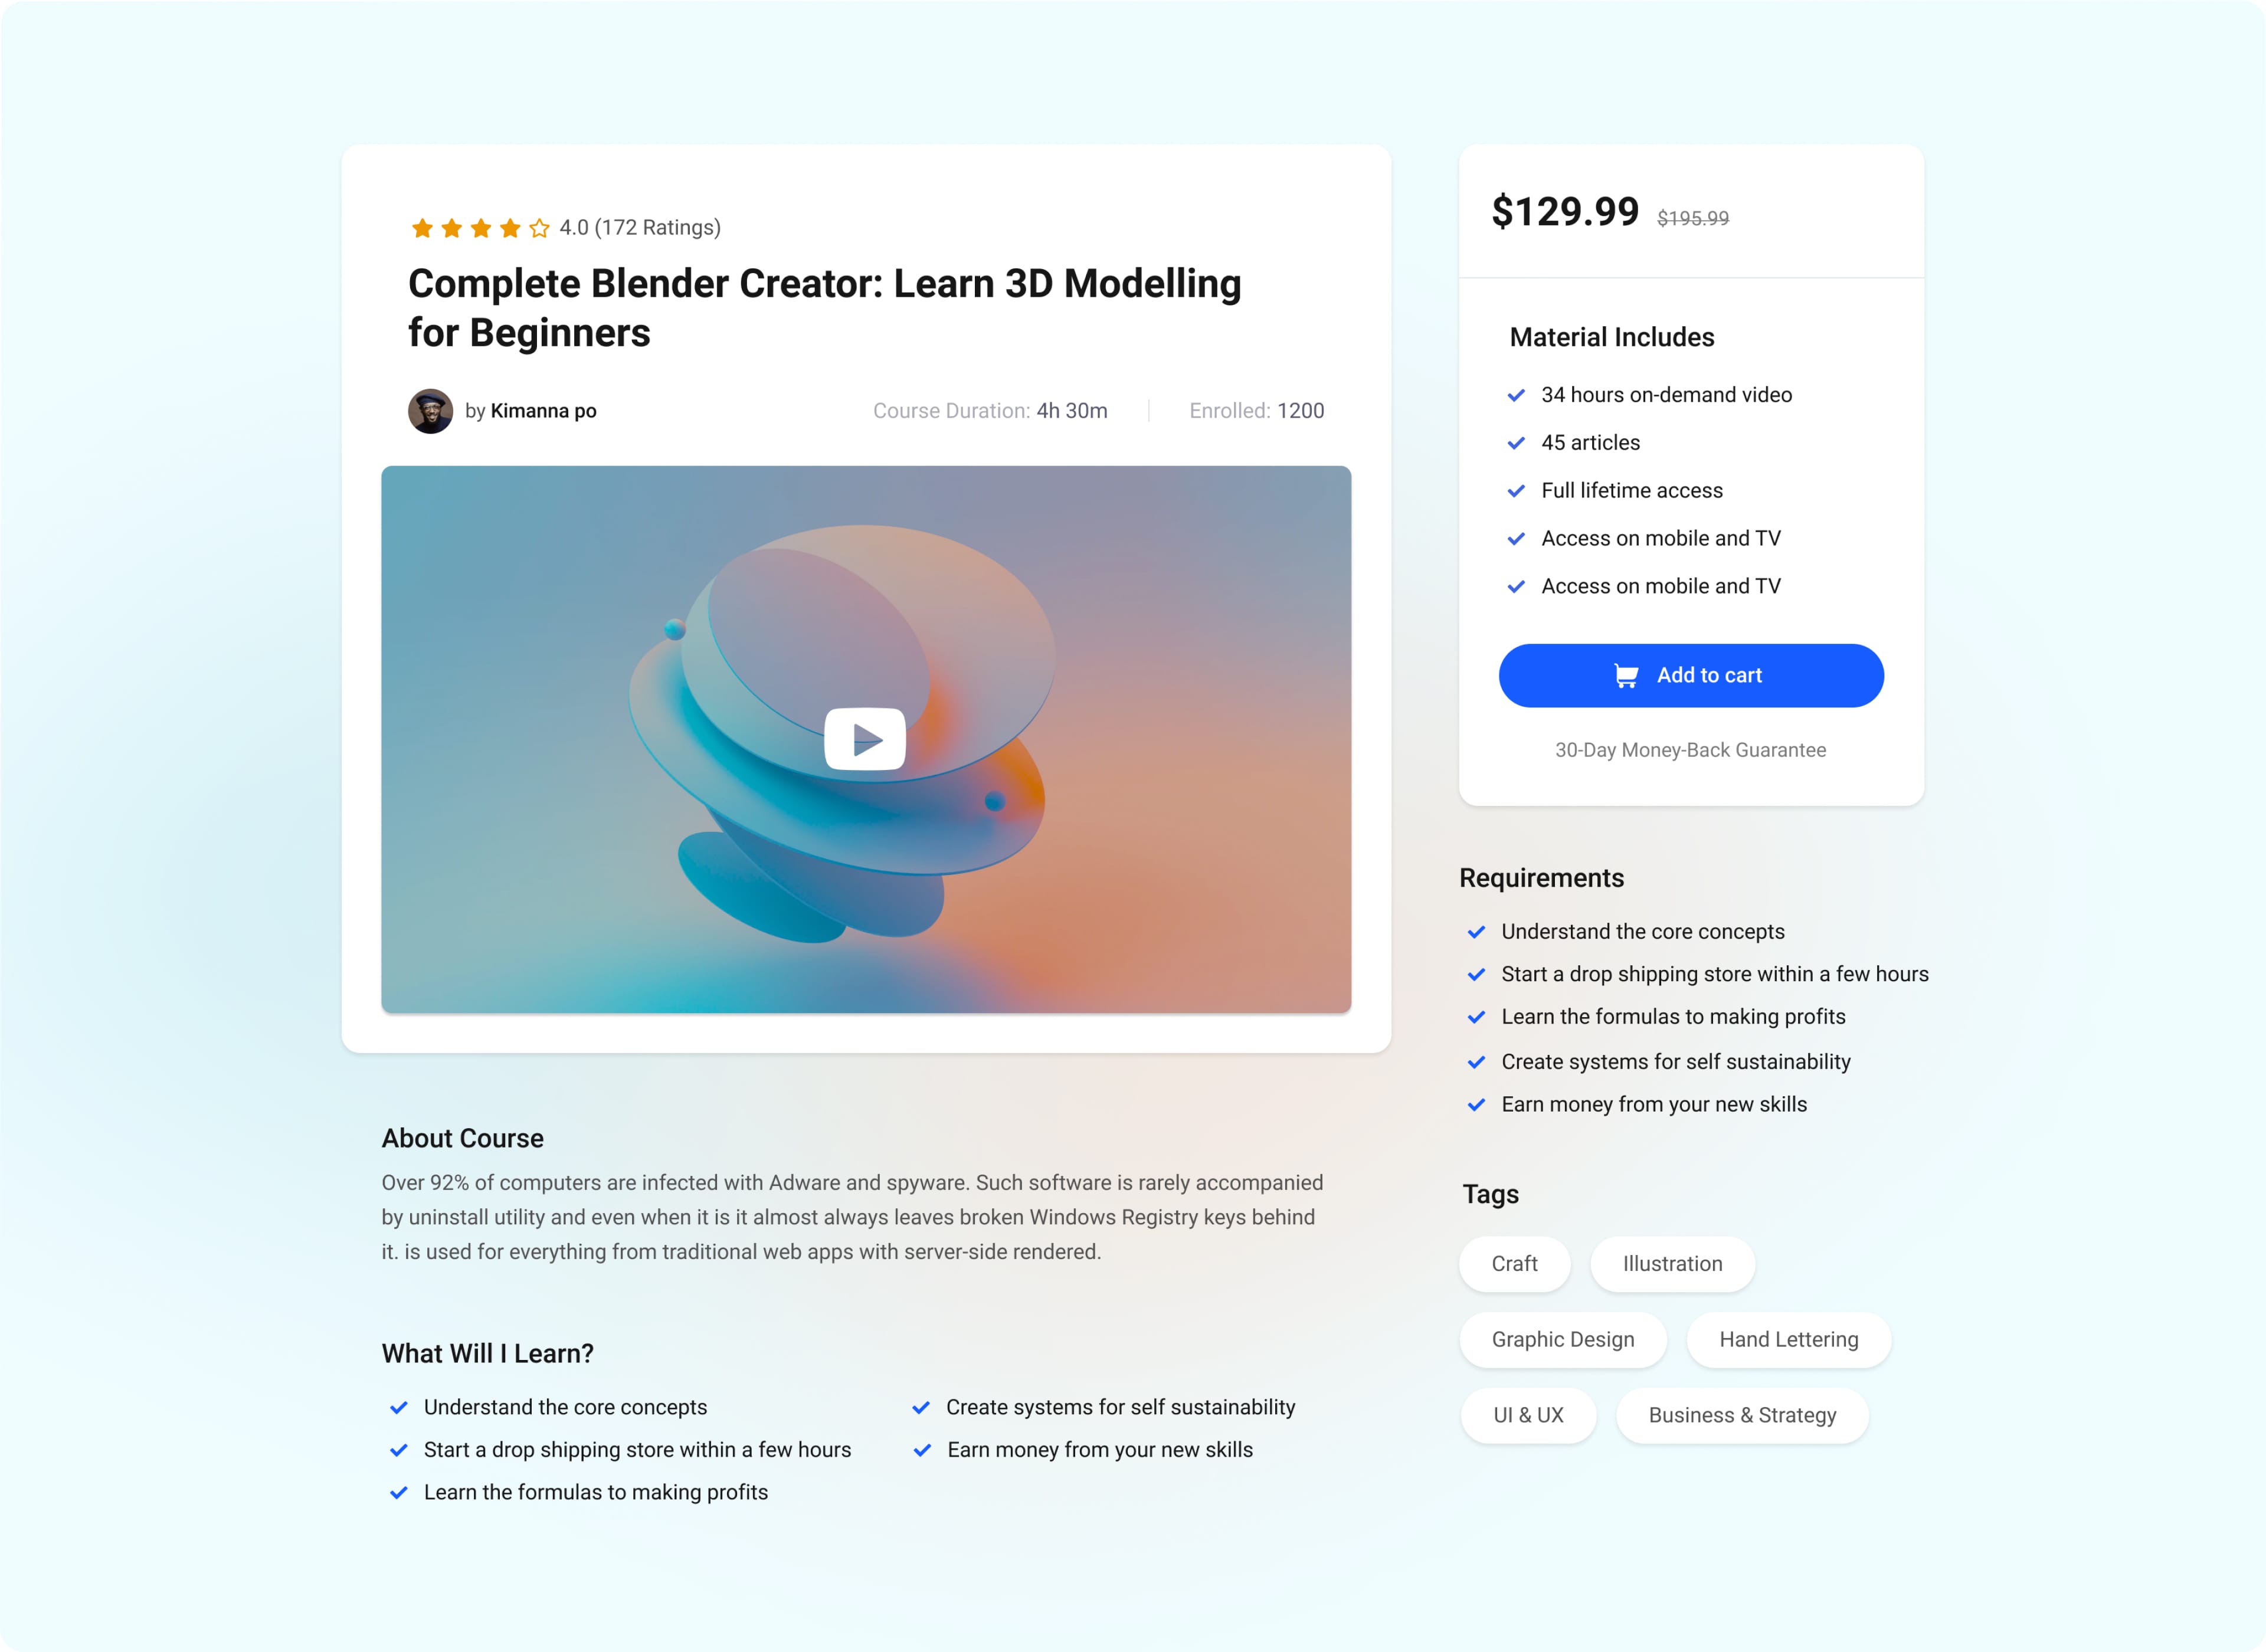 4.0 (172 Ratings)
Complete Blender Creator: Learn 3D Modelling
for Beginners
by Kimanna po
Course Duration: 4h 30m
Enrolled: 1200
About Course
Over 92% of computers are infected with Adware and spyware. Such software is rarely accompanied
by uninstall utility and even when it is it almost always leaves broken Windows Registry keys behind
it. is used for everything from traditional web apps with server-side rendered.
What Will I Learn?
Understand the core concepts
Start a drop shipping store within a few hours
Learn the formulas to making profits
Create systems for self sustainability
Earn money from your new skills
$129.99 $195.99
Material Includes
34 hours on-demand video
45 articles
Full lifetime access
Access on mobile and TV
Access on mobile and TV
Add to cart
30-Day Money-Back Guarantee
Requirements
Understand the core concepts
Start a drop shipping store within a few hours
Learn the formulas to making profits
Create systems for self sustainability
Earn money from your new skills
Tags
Craft
Illustration
Graphic Design
Hand Lettering
UI & UX
Business & Strategy